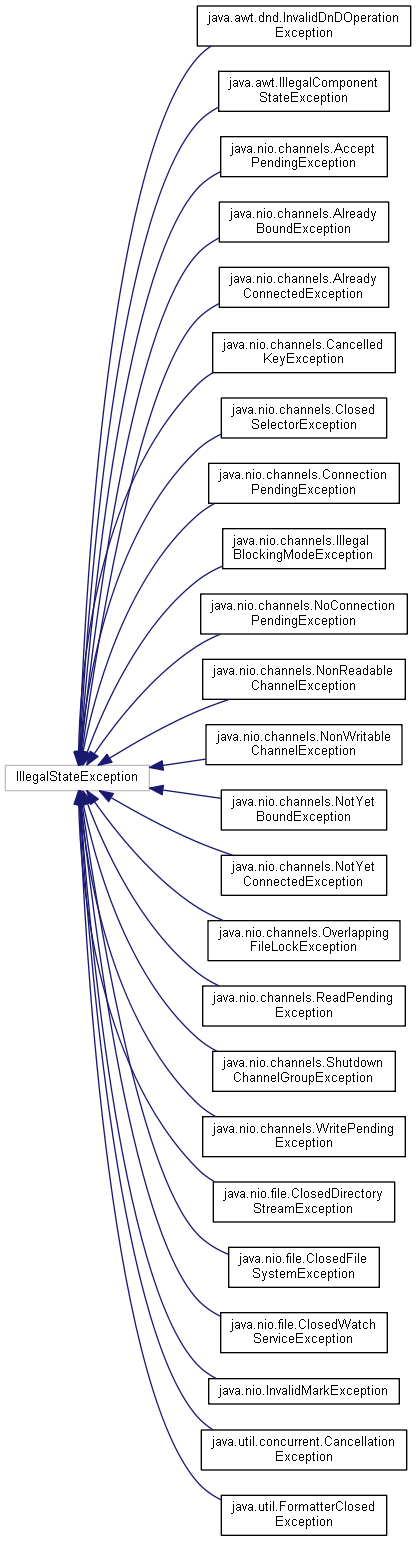 java.awt.dnd.InvalidDnDOperation
Exception
java.awt.IllegalComponent
StateException
java.nio.channels.Accept
PendingException
java.nio.channels.Already
BoundException
java.nio.channels.Already
ConnectedException
java.nio.channels.Cancelled
KeyException
java.nio.channels.Closed
SelectorException
java.nio.channels.Connection
PendingException
java.nio.channels.Illegal
BlockingModeException
java.nio.channels.NoConnection
PendingException
java.nio.channels.NonReadable
ChannelException
java.nio.channels.NonWritable
ChannelException
IllegalStateException
java.nio.channels.NotYet
BoundException
java.nio.channels.NotYet
ConnectedException
java.nio.channels.Overlapping
FileLockException
java.nio.channels.ReadPending
Exception
java.nio.channels.Shutdown
ChannelGroupException
java.nio.channels.WritePending
Exception
java.nio.file.ClosedDirectory
StreamException
java.nio.file.ClosedFile
SystemException
java.nio.file.ClosedWatch
ServiceException
java.nio.InvalidMarkException
java.util.concurrent.Cancellation
Exception
java.util.FormatterClosed
Exception